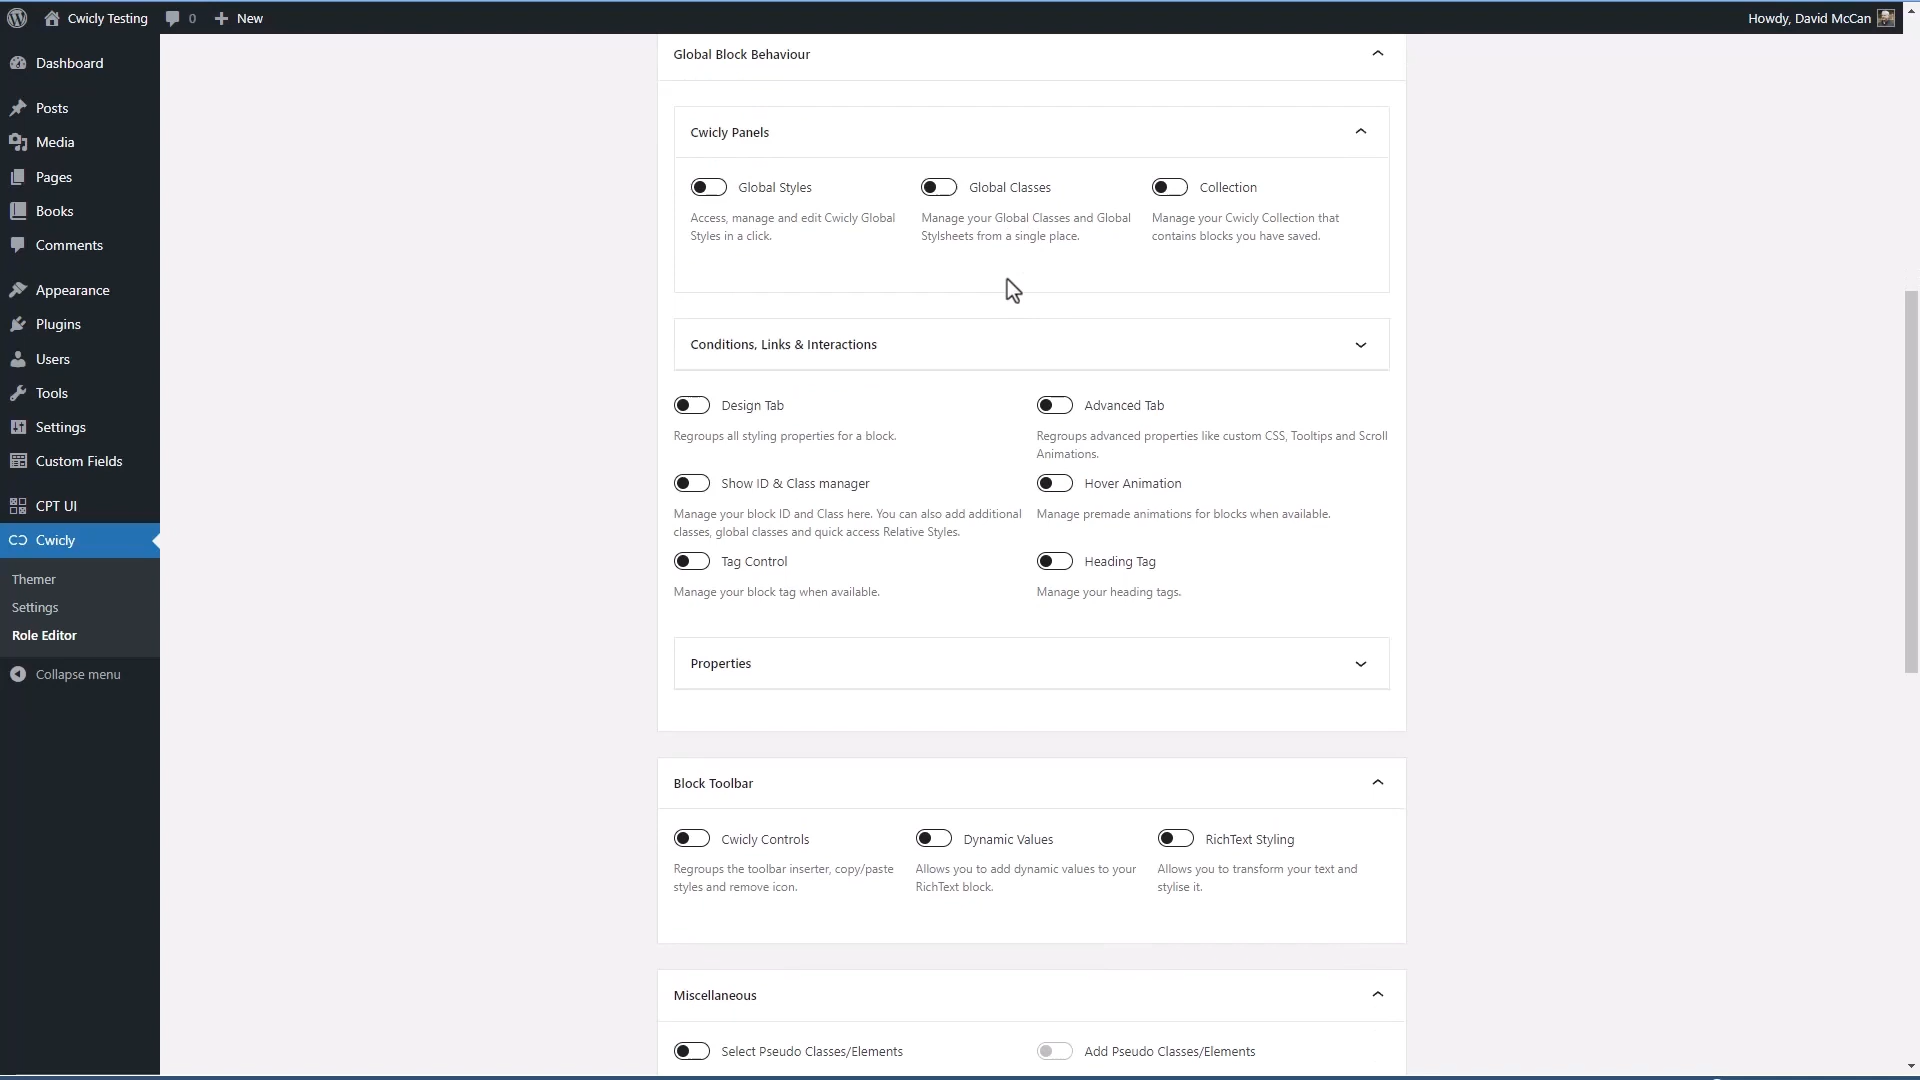 Cwicly Testing
0
New
Howdy, David McCan
Dashboard
Posts
Media
Pages
Books
Comments
Appearance
Plugins
Users
Tools
Settings
Custom Fields
CPT UI
Cwicly
Themer
Settings
Role Editor
Collapse menu
Global Block Behaviour
Cwicly Panels
Global Styles
Access, manage and edit Cwicly Global
Styles in a click.
Global Classes
Manage your Global Classes and Global
Stylsheets from a single place.
Collection
Manage your Cwicly Collection that
contains blocks you have saved.
Conditions, Links & Interactions
Design Tab
Regroups all styling properties for a block.
Advanced Tab
Regroups advanced properties like custom CSS, Tooltips and Scroll
Animations.
Show ID & Class manager
Manage your block ID and Class here. You can also add additional
classes, global classes and quick access Relative Styles.
Hover Animation
Manage premade animations for blocks when available.
Tag Control
Manage your block tag when available.
Heading Tag
Manage your heading tags.
Properties
Block Toolbar
Cwicly Controls
Regroups the toolbar inserter, copy/paste
styles and remove icon.
Dynamic Values
Allows you to add dynamic values to your
RichText block.
RichText Styling
Allows you to transform your text and
stylise it.
Miscellaneous
Select Pseudo Classes/Elements
Add Pseudo Classes/Elements